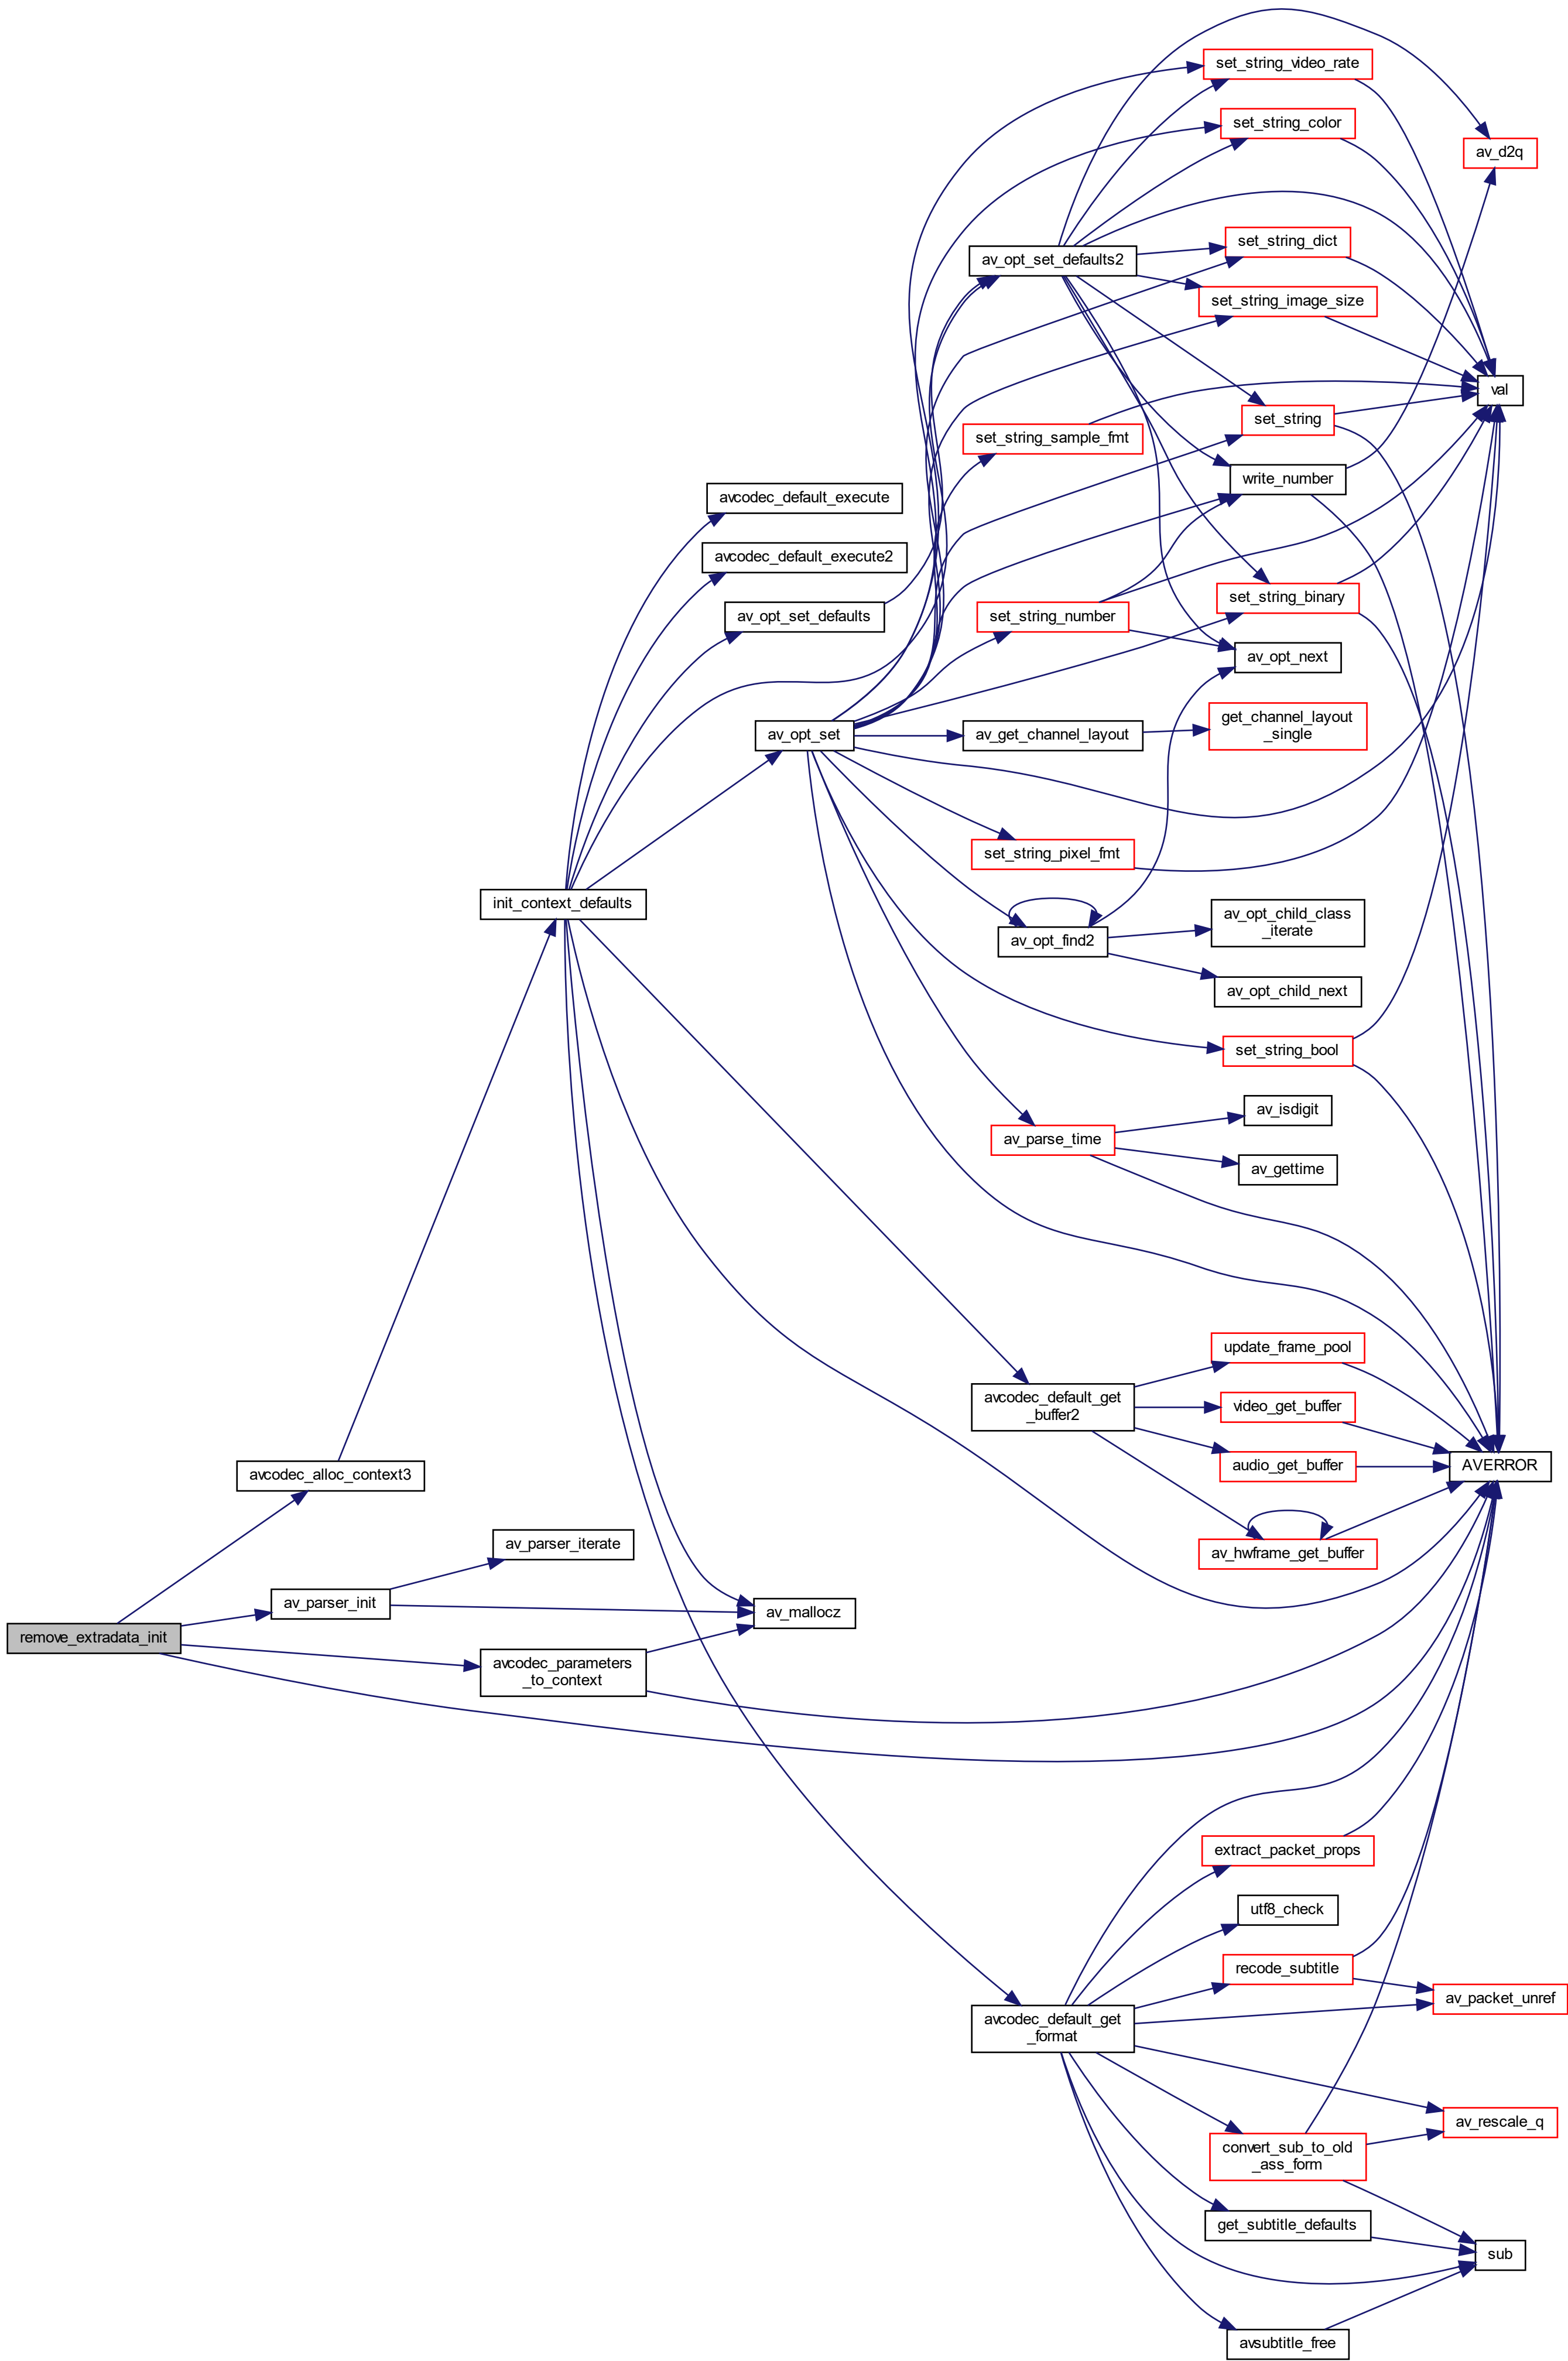 set_string_video_rate
set_string_color
av_d2q
set_string_dict
av_opt_set_defaults2
set_string_image_size
val
set_string
set_string_sample_fmt
write_number
avcodec_default_execute
avcodec_default_execute2
set_string_binary
av_opt_set_defaults
set_string_number
av_opt_next
get_channel_layout
_single
av_opt_set
av_get_channel_layout
set_string_pixel_fmt
init_context_defaults
av_opt_child_class
_iterate
av_opt_find2
av_opt_child_next
set_string_bool
av_isdigit
av_parse_time
av_gettime
update_frame_pool
avcodec_default_get
_buffer2
video_get_buffer
audio_get_buffer
AVERROR
avcodec_alloc_context3
av_parser_iterate
av_hwframe_get_buffer
av_parser_init
av_mallocz
remove_extradata_init
avcodec_parameters
_to_context
extract_packet_props
utf8_check
recode_subtitle
av_packet_unref
avcodec_default_get
_format
av_rescale_q
convert_sub_to_old
_ass_form
get_subtitle_defaults
sub
avsubtitle_free